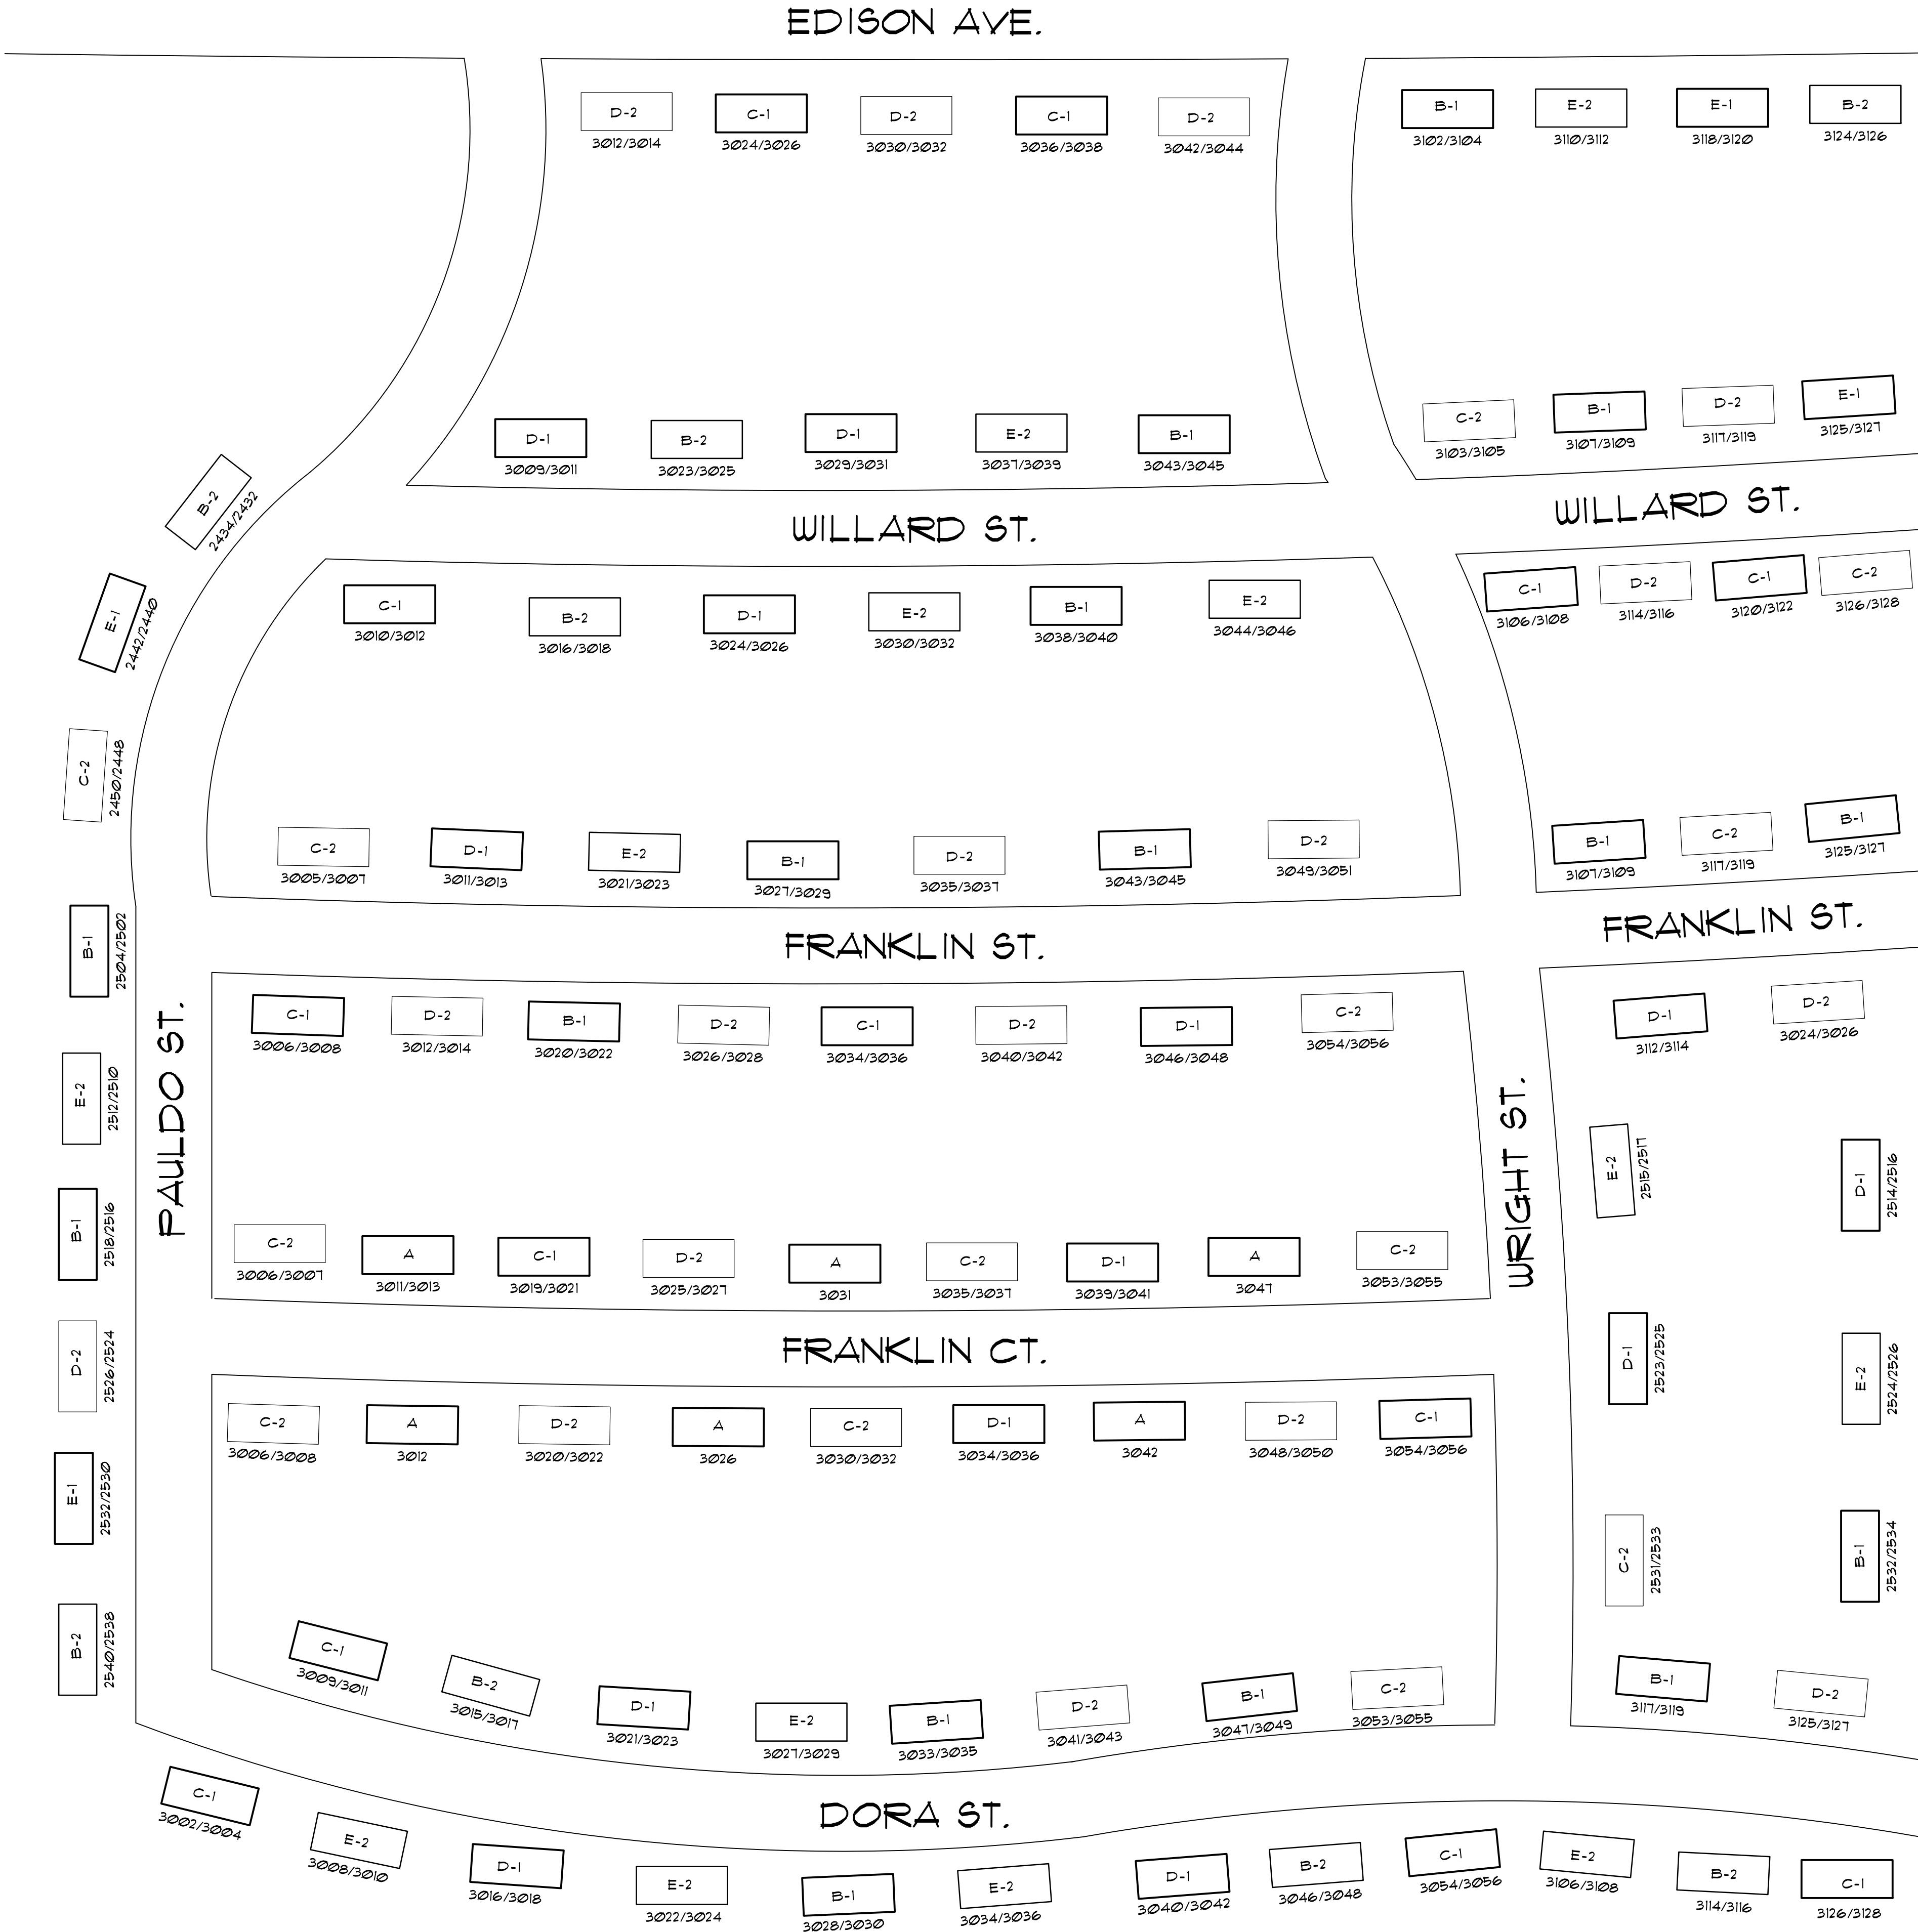 EDISON AVE.
D-2
3012/3014
C-1
3024/3026
D-2
3030/3032
C-1
3036/3038
D-2
3042/3044
B-1
3102/3104
E-2
3110/3112
E-1
3118/3120
B-2
3124/3126
D-1
3009/3011
B-2
3023/3025
D-1
3029/3031
E-2
3037/3039
B-1
3043/3045
C-2
3103/3105
B-1
3107/3109
D-2
3117/3119
E-1
3125/3127
WILLARD ST.
WILLARD ST.
B-2
2434/2432
E-1
2442/2440
C-2
2450/2448
C-1
3010/3012
B-2
3016/3018
D-1
3024/3026
E-2
3030/3032
B-1
3038/3040
E-2
3044/3046
C-1
3106/3108
D-2
3114/3116
C-1
3120/3122
C-2
3126/3128
C-2
3005/3007
D-1
3011/3013
E-2
3021/3023
B-1
3027/3029
D-2
3035/3037
B-1
3043/3045
D-2
3049/3051
B-1
3107/3109
C-2
3117/3119
B-1
3125/3127
FRANKLIN ST.
FRANKLIN ST.
B-1
2504/2502
E-2
2512/2510
B-1
2518/2516
D-2
2526/2524
E-1
2532/2530
B-2
2540/2538
PAULDO ST.
C-1
3006/3008
D-2
3012/3014
B-1
3020/3022
D-2
3026/3028
C-1
3034/3036
D-2
3040/3042
D-1
3046/3048
C-2
3054/3056
D-1
3112/3114
D-2
3024/3026
WRIGHT ST.
E-2
2515/2517
D-1
2514/2516
D-1
2523/2525
E-2
2524/2526
C-2
2531/2533
B-1
2532/2534
C-2
3006/3007
A
3011/3013
C-1
3019/3021
D-2
3025/3027
A
3031
C-2
3035/3037
D-1
3039/3041
A
3047
C-2
3053/3055
FRANKLIN CT.
C-2
3006/3008
A
3012
D-2
3020/3022
A
3026
C-2
3030/3032
D-1
3034/3036
A
3042
D-2
3048/3050
C-1
3054/3056
C-1
3009/3011
B-2
3015/3017
D-1
3021/3023
E-2
3027/3029
B-1
3033/3035
D-2
3041/3043
B-1
3047/3049
C-2
3053/3055
B-1
3117/3119
D-2
3125/3127
DORA ST.
C-1
3002/3004
E-2
3008/3010
D-1
3016/3018
E-2
3022/3024
B-1
3028/3030
E-2
3034/3036
D-1
3040/3042
B-2
3046/3048
C-1
3054/3056
E-2
3106/3108
B-2
3114/3116
C-1
3126/3128